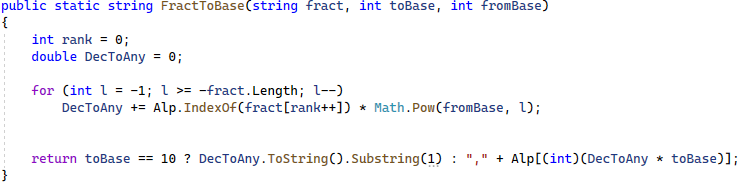 public static string FractToBase(string fract, int toBase, int fromBase)
{
int rank = 0;
double DecToAny = 0;
for (int l = -1; l >= -fract.Length; l--)
DecToAny += Alp.IndexOf(fract[rank++]) * Math.Pow(fromBase, l);
return toBase == 10 ? DecToAny.ToString().Substring(1) : "," + Alp[(int)(DecToAny * toBase)];
}